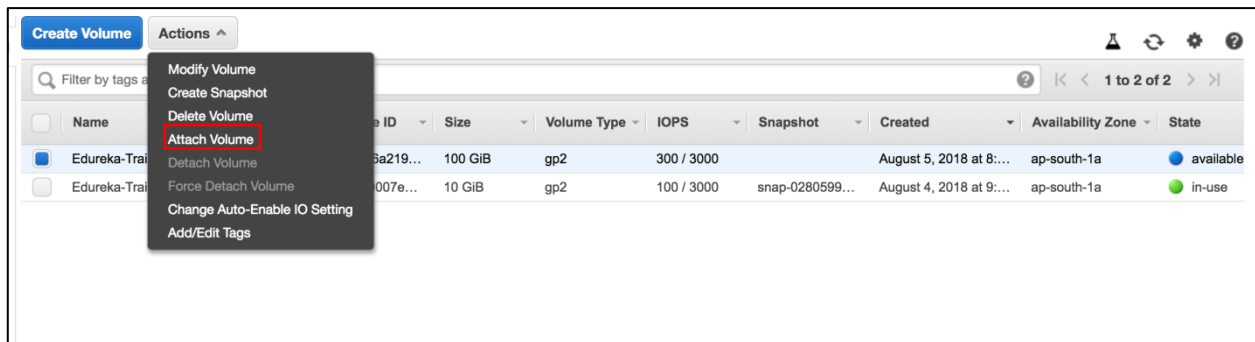 Create Volume Actions
Filter by tags a 1 to 2 of 2
Modify Volume
Create Snapshot
Delete Volume
Attach Volume
Detach Volume
Force Detach Volume
Change Auto-Enable IO Setting
Add/Edit Tags
Name e ID Size Volume Type IOPS Snapshot Created Availability Zone State
Edureka-Trai 6a219... 100 GiB gp2 300 / 3000 August 5, 2018 at 8:... ap-south-1a available
Edureka-Trai 007e... 10 GiB gp2 100 / 3000 snap-0280599... August 4, 2018 at 9:... ap-south-1a in-use